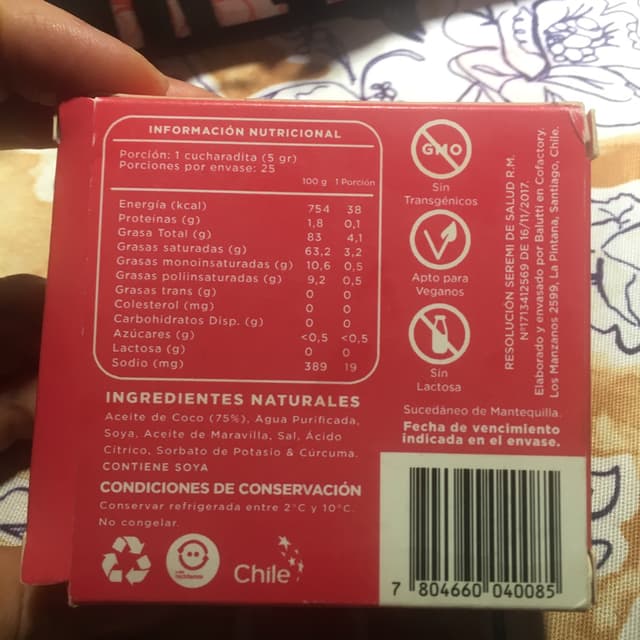 INFORMACIÓN NUTRICIONAL
Porción: 1 cucharadita (5 gr)
Porciones por envase: 25
100 g 1 Porción
Energía (kcal) 754 38
Proteínas (g) 1,8 0,1
Grasa Total (g) 83 4,1
Grasas saturadas (g) 63,2 3,2
Grasas monoinsaturadas (g) 10,6 0,5
Grasas poliinsaturadas (g) 9,2 0,5
Grasas trans (g) 0 0
Colesterol (mg) 0 0
Carbohidratos Disp. (g) 0 0
Azúcares (g) <0,5 <0,5
Lactosa (g) 0 0
Sodio (mg) 389 19
INGREDIENTES NATURALES
Aceite de Coco (75%), Agua Purificada,
Soya, Aceite de Maravilla, Sal, Ácido
Cítrico, Sorbato de Potasio & Cúrcuma.
CONTIENE SOYA
CONDICIONES DE CONSERVACIÓN
Conservar refrigerada entre 2°C y 10°C.
No congelar.
Chile
GMO
Sin
Transgénicos
Apto para
Veganos
Sin
Lactosa
RESOLUCIÓN SEREMI DE SALUD R.M.
N°1713412569 DE 16/11/2017.
Elaborado y envasado por Balutti en Cofactory.
Los Manzanos 2599, La Pintana, Santiago, Chile.
Sucedáneo de Mantequilla.
Fecha de vencimiento
indicada en el envase.
7 804660 040085